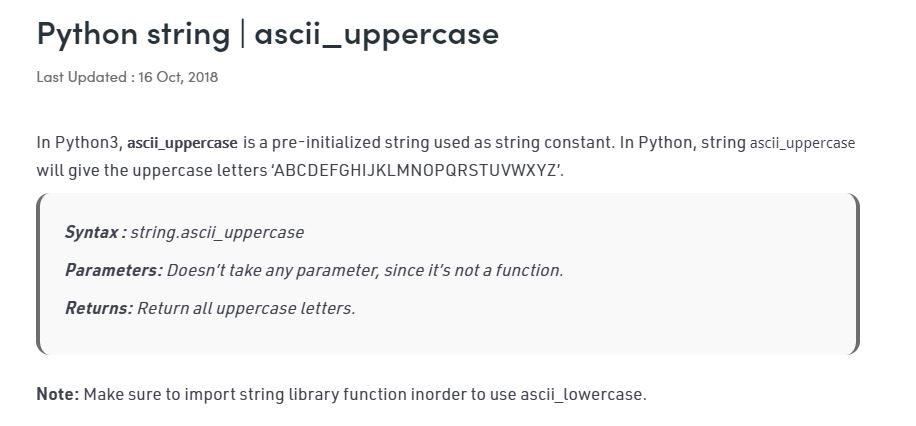 Python string | ascii_uppercase
Last Updated : 16 Oct, 2018
In Python3, ascii_uppercase is a pre-initialized string used as string constant. In Python, string ascii_uppercase
will give the uppercase letters ‘ABCDEFGHIJKLMNOPQRSTUVWXYZ’.
Syntax : string.ascii_uppercase
Parameters: Doesn’t take any parameter, since it’s not a function.
Returns: Return all uppercase letters.
Note: Make sure to import string library function inorder to use ascii_lowercase.